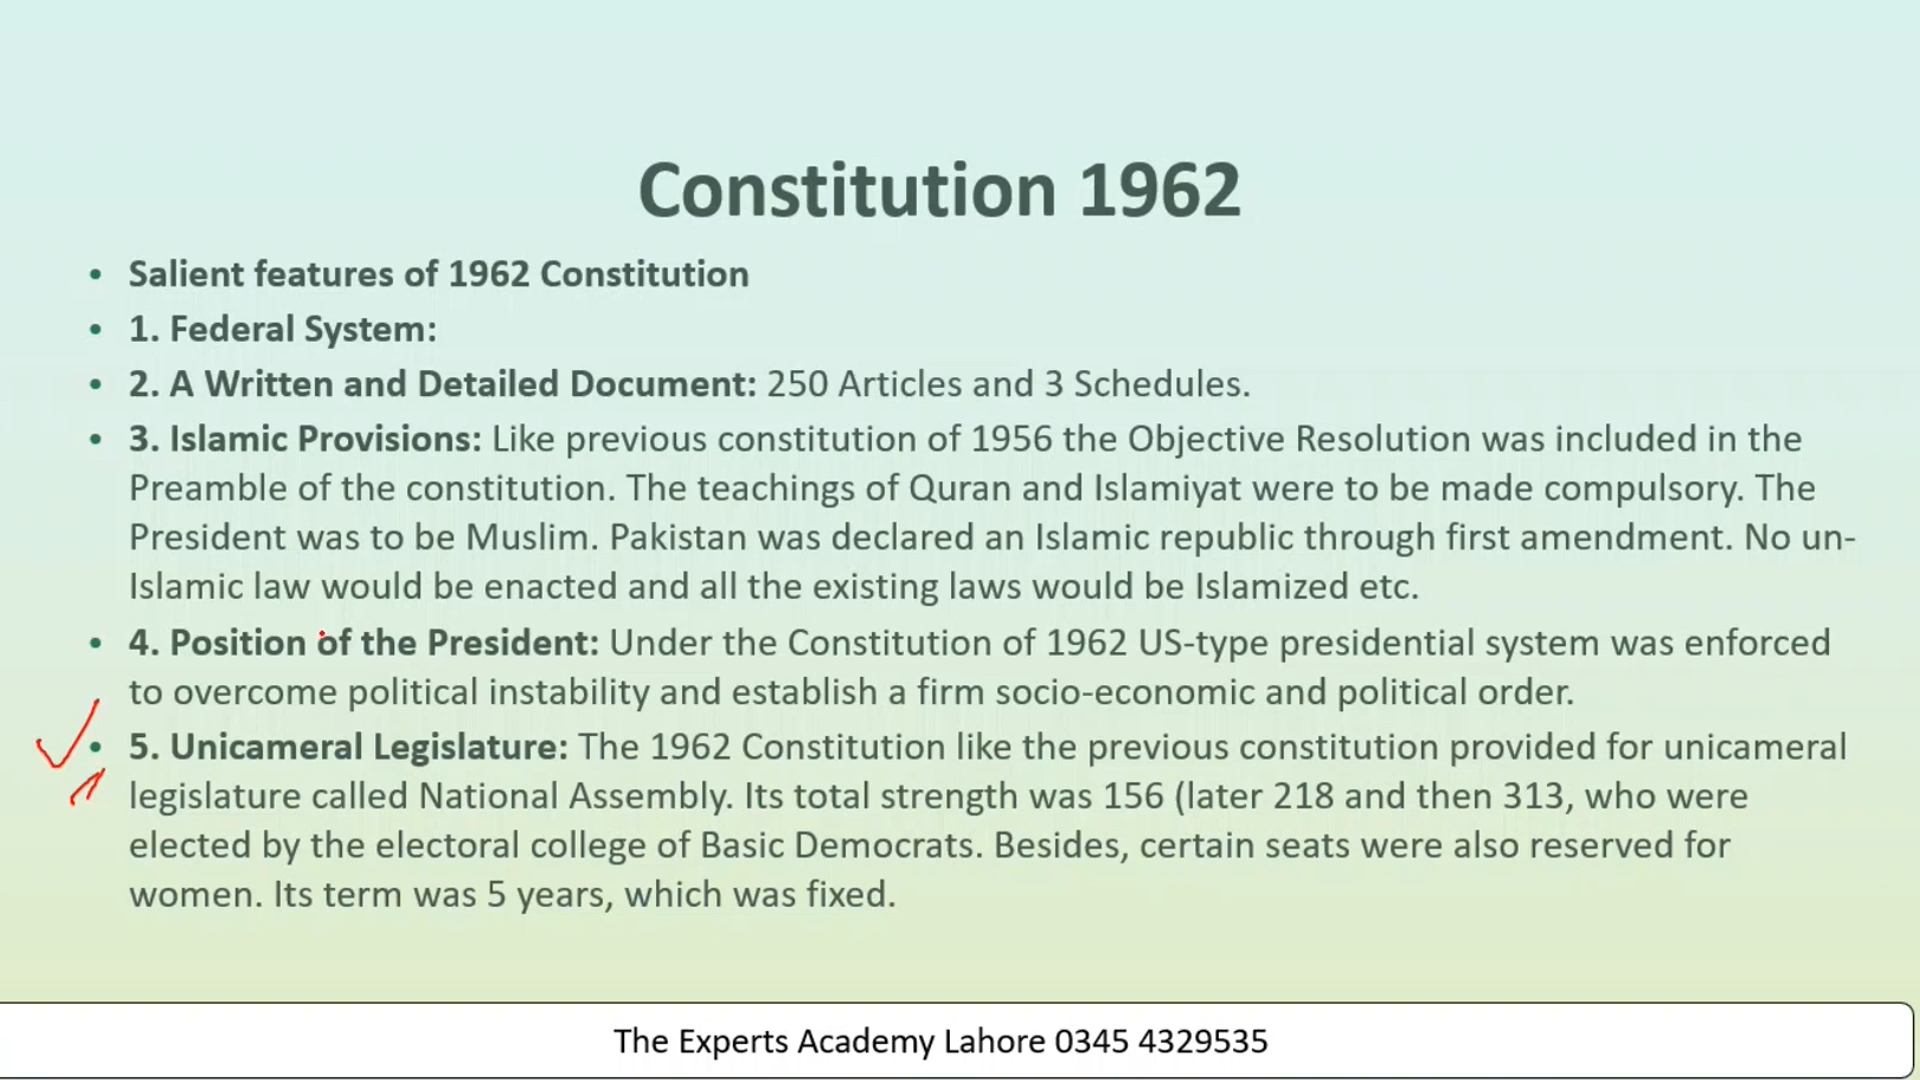 Constitution 1962
• Salient features of 1962 Constitution
• 1. Federal System:
• 2. A Written and Detailed Document: 250 Articles and 3 Schedules.
• 3. Islamic Provisions: Like previous constitution of 1956 the Objective Resolution was included in the
Preamble of the constitution. The teachings of Quran and Islamiyat were to be made compulsory. The
President was to be Muslim. Pakistan was declared an Islamic republic through first amendment. No un-
Islamic law would be enacted and all the existing laws would be Islamized etc.
• 4. Position of the President: Under the Constitution of 1962 US-type presidential system was enforced
to overcome political instability and establish a firm socio-economic and political order.
• 5. Unicameral Legislature: The 1962 Constitution like the previous constitution provided for unicameral
legislature called National Assembly. Its total strength was 156 (later 218 and then 313, who were
elected by the electoral college of Basic Democrats. Besides, certain seats were also reserved for
women. Its term was 5 years, which was fixed.
The Experts Academy Lahore 0345 4329535